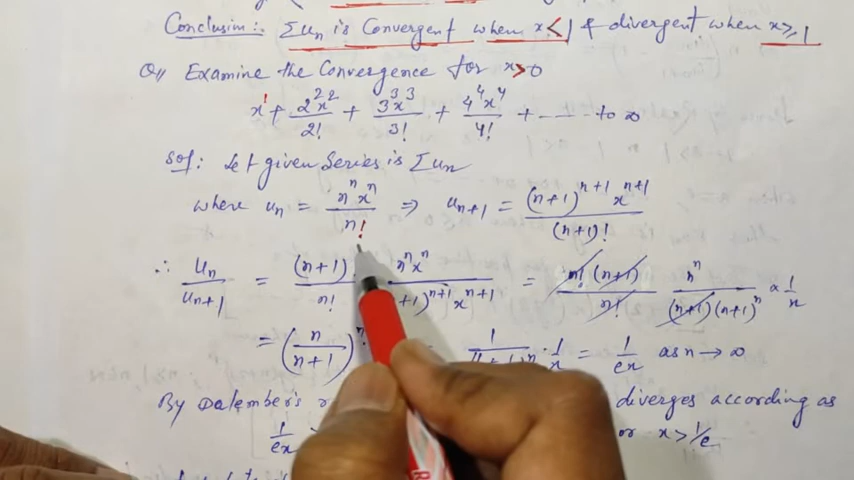 Conclusion:. Σun is Convergent when x<1 & divergent when x≥1
Q// Examine the Convergence for x>0
x¹ + 2²x²/2! + 3³x³/3! + 4⁴x⁴/4! + ---- to ∞
Sol: Let given Series is Σun
where un = nⁿxⁿ/n! ⇒ un+1 = (n+1)ⁿ⁺¹xⁿ⁺¹/(n+1)!
∴ un/un+1 = (n+1)/n! nⁿxⁿ/+1)ⁿ⁺¹xⁿ⁺¹ = n!(n+1)/n! nⁿ/(n+1)(n+1)ⁿ × 1/x
= (n/n+1)ⁿ = 1/ⁿ · 1/x = 1/ex as n→∞
By Dalembers diverges according as
1/ex or x>1/e